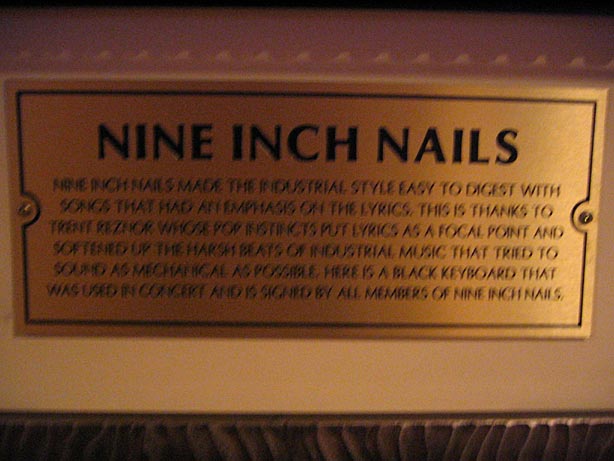 NINE INCH NAILS
NINE INCH NAILS MADE THE INDUSTRIAL STYLE EASY TO DIGEST WITH
SONGS THAT HAD AN EMPHASIS ON THE LYRICS. THIS IS THANKS TO
TRENT REZNOR WHOSE POP INSTINCTS PUT LYRICS AS A FOCAL POINT AND
SOFTENED UP THE HARSH BEATS OF INDUSTRIAL MUSIC THAT TRIED TO
SOUND AS MECHANICAL AS POSSIBLE. HERE IS A BLACK KEYBOARD THAT
WAS USED IN CONCERT AND IS SIGNED BY ALL MEMBERS OF NINE INCH NAILS.